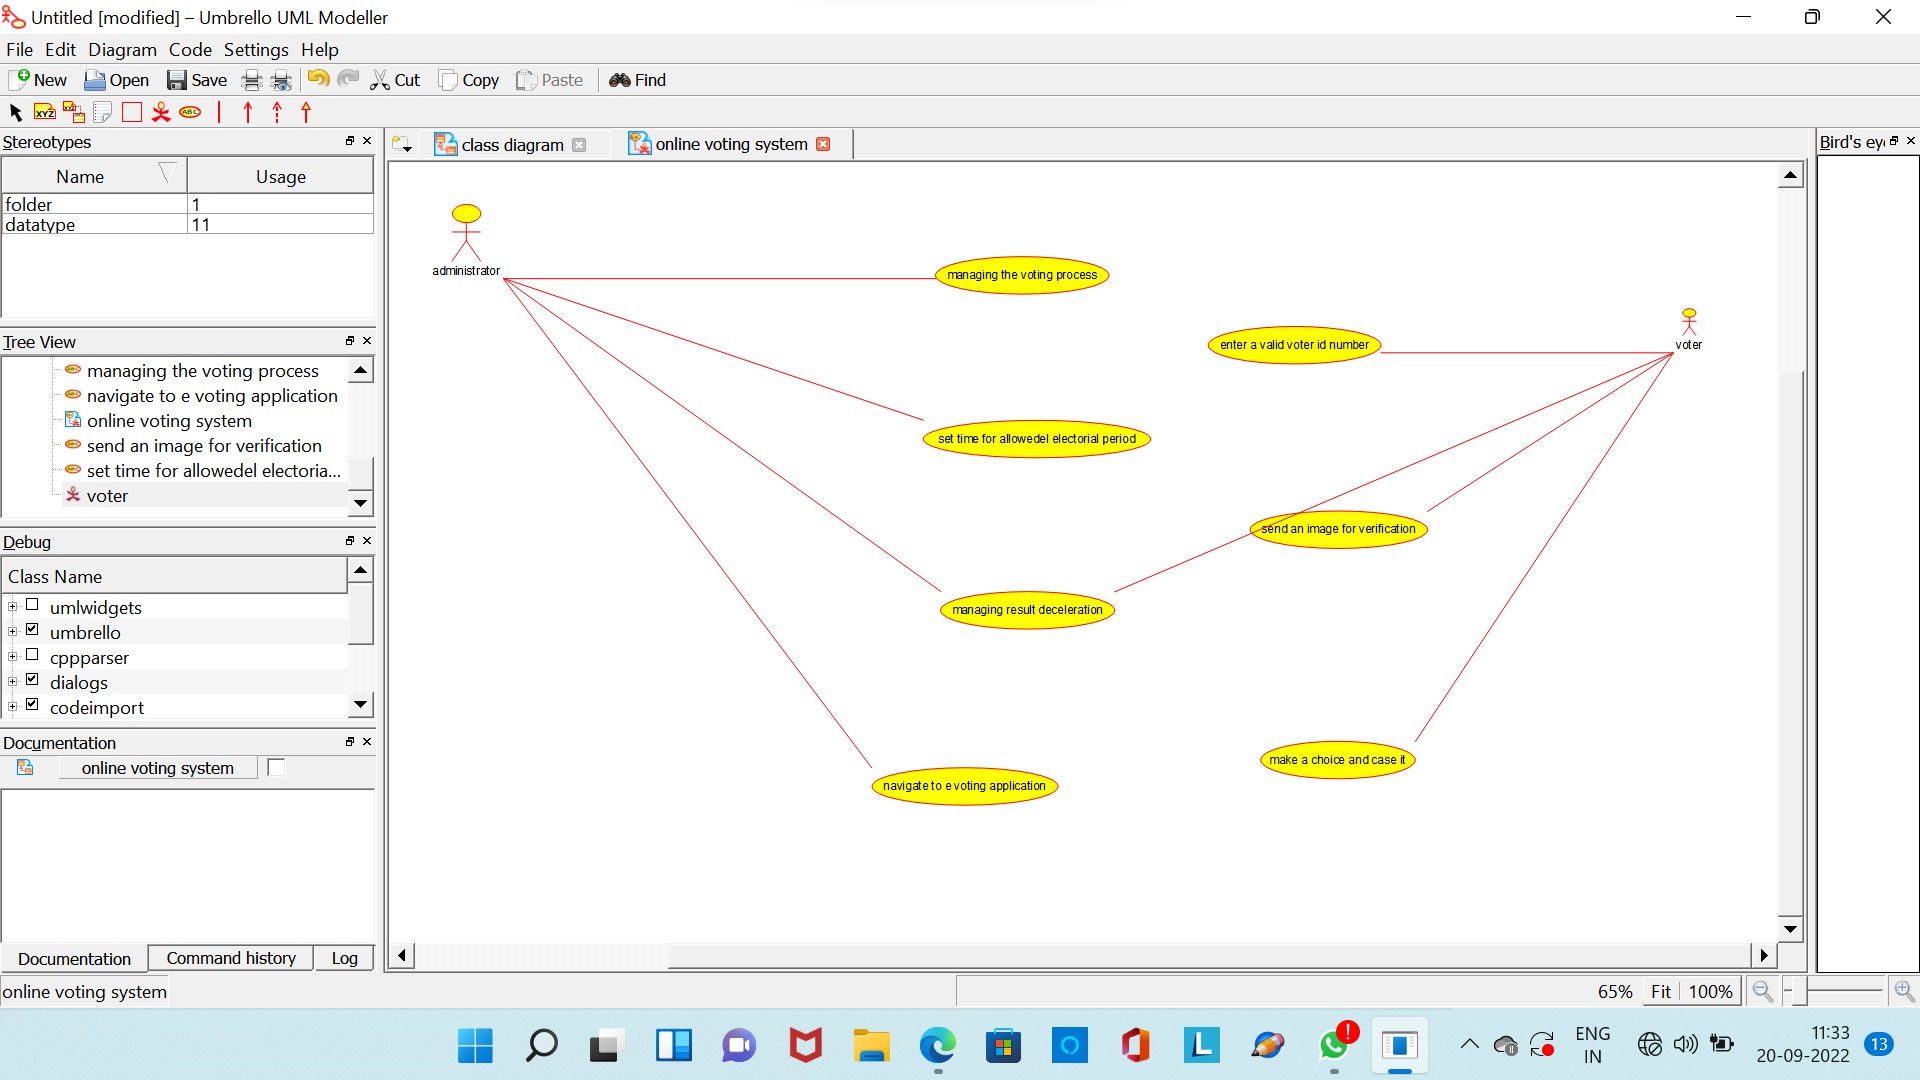 Untitled [modified] – Umbrello UML Modeller
File Edit Diagram Code Settings Help
New Open Save Cut Copy Paste Find
XYZ XYZ ABC
Stereotypes
Name Usage
folder 1
datatype 11
Tree View
managing the voting process
navigate to e voting application
online voting system
send an image for verification
set time for allowedel electoria...
voter
Debug
Class Name
umlwidgets
umbrello
cppparser
dialogs
codeimport
Documentation
online voting system
Documentation Command history Log
class diagram online voting system
administrator
managing the voting process
enter a valid voter id number
voter
set time for allowedel electorial period
send an image for verification
managing result deceleration
make a choice and case it
navigate to e voting application
Bird's ey
online voting system
65% Fit 100%
L
!
ENG
IN
11:33
20-09-2022
13